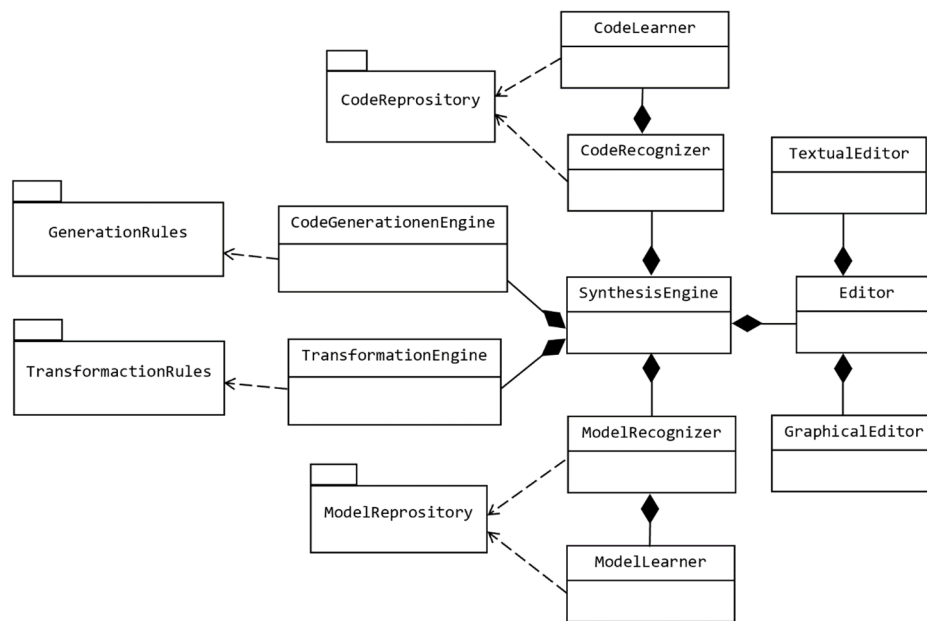 CodeLearner
CodeReprository
CodeRecognizer
TextualEditor
GenerationRules
CodeGenerationenEngine
SynthesisEngine
Editor
TransformactionRules
TransformationEngine
ModelRecognizer
GraphicalEditor
ModelReprository
ModelLearner